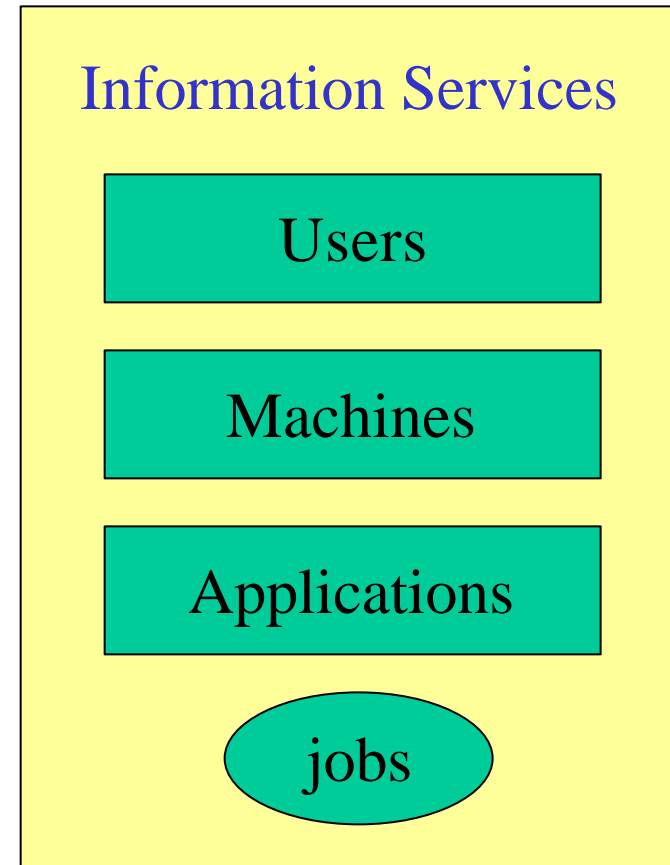 Information Services
Users
Machines
Applications
jobs